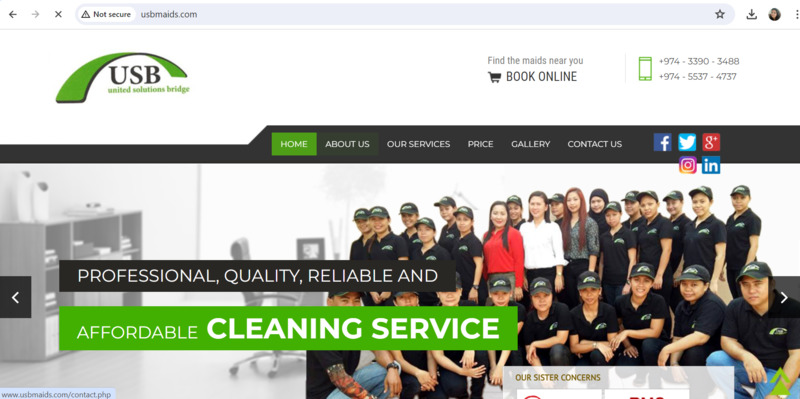 Not secure usbmaids.com
USB
united solutions bridge
Find the maids near you
BOOK ONLINE
+974 - 3390 - 3488
+974 - 5537 - 4737
HOME ABOUT US OUR SERVICES PRICE GALLERY CONTACT US
PROFESSIONAL, QUALITY, RELIABLE AND
AFFORDABLE CLEANING SERVICE
OUR SISTER CONCERNS
www.usbmaids.com/contact.php